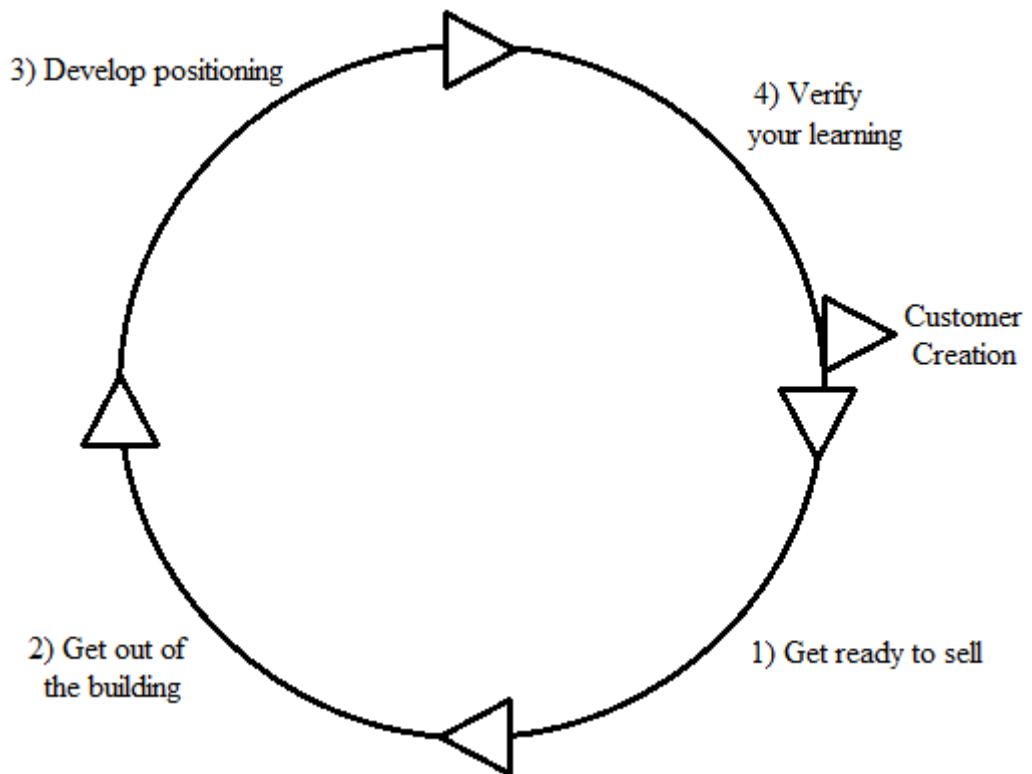 3) Develop positioning
4) Verify
your learning
Customer
Creation
2) Get out of
the building
1) Get ready to sell